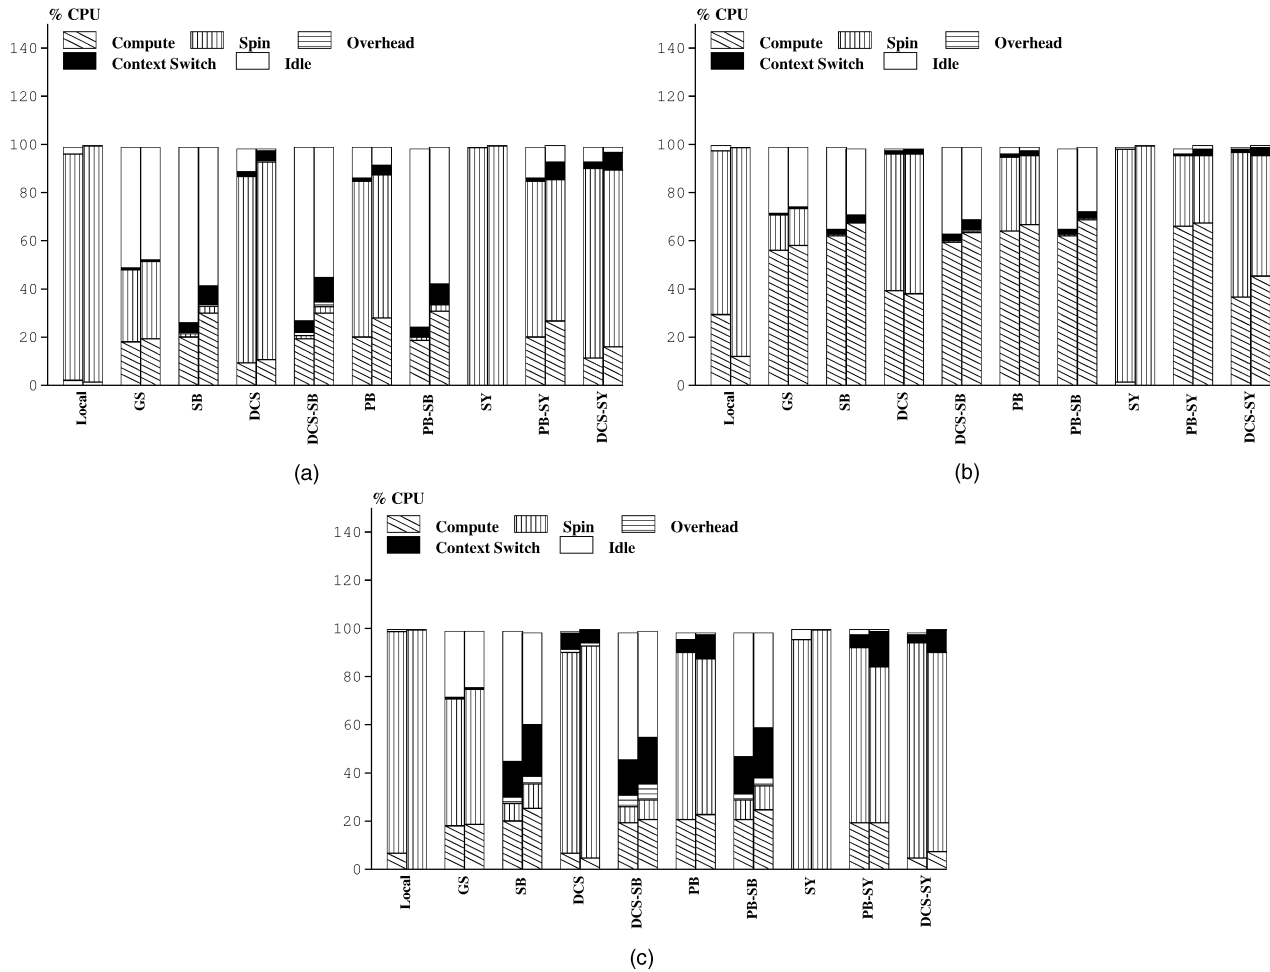 % CPU
Compute Spin Overhead
Context Switch Idle
140
120
100
80
60
40
20
0
Local GS SB DCS DCS-SB PB PB-SB SY PB-SY DCS-SY
(a)
% CPU
Compute Spin Overhead
Context Switch Idle
140
120
100
80
60
40
20
0
Local GS SB DCS DCS-SB PB PB-SB SY PB-SY DCS-SY
(b)
% CPU
Compute Spin Overhead
Context Switch Idle
140
120
100
80
60
40
20
0
Local GS SB DCS DCS-SB PB PB-SB SY PB-SY DCS-SY
(c)